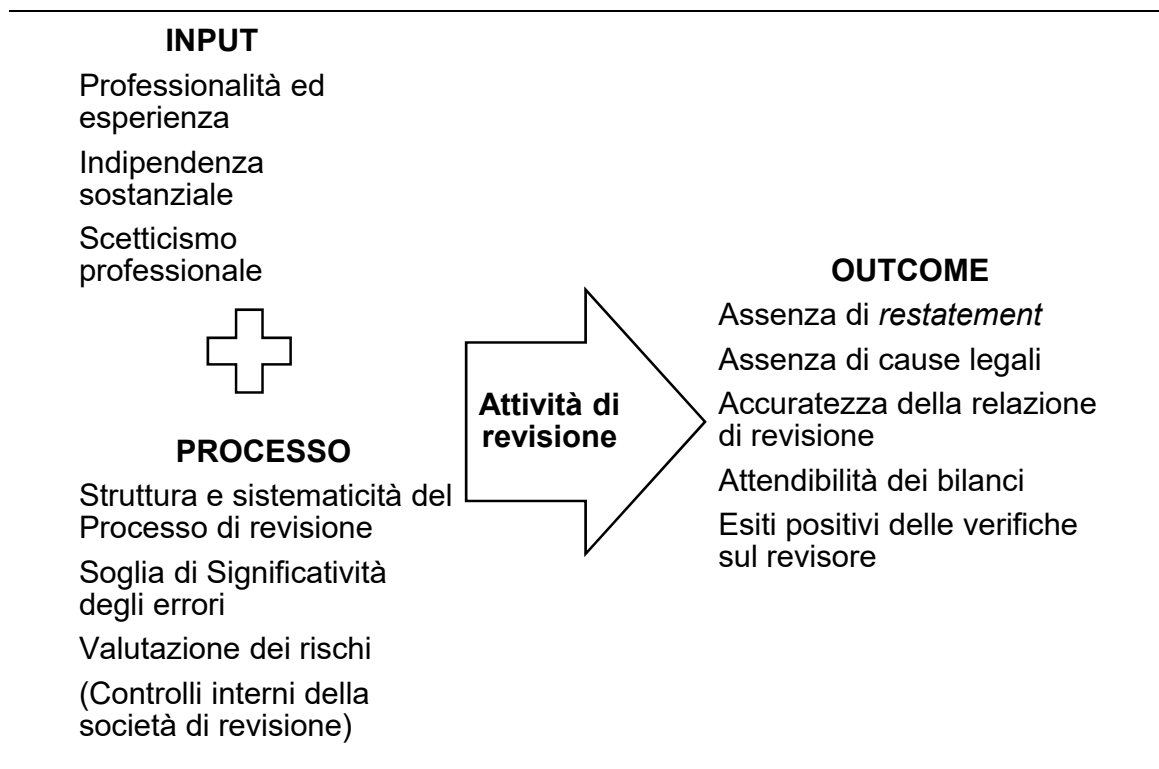 INPUT
Professionalità ed
esperienza
Indipendenza
sostanziale
Scetticismo
professionale
PROCESSO
Struttura e sistematicità del
Processo di revisione
Soglia di Significatività
degli errori
Valutazione dei rischi
(Controlli interni della
società di revisione)
Attività di
revisione
OUTCOME
Assenza di restatement
Assenza di cause legali
Accuratezza della relazione
di revisione
Attendibilità dei bilanci
Esiti positivi delle verifiche
sul revisore